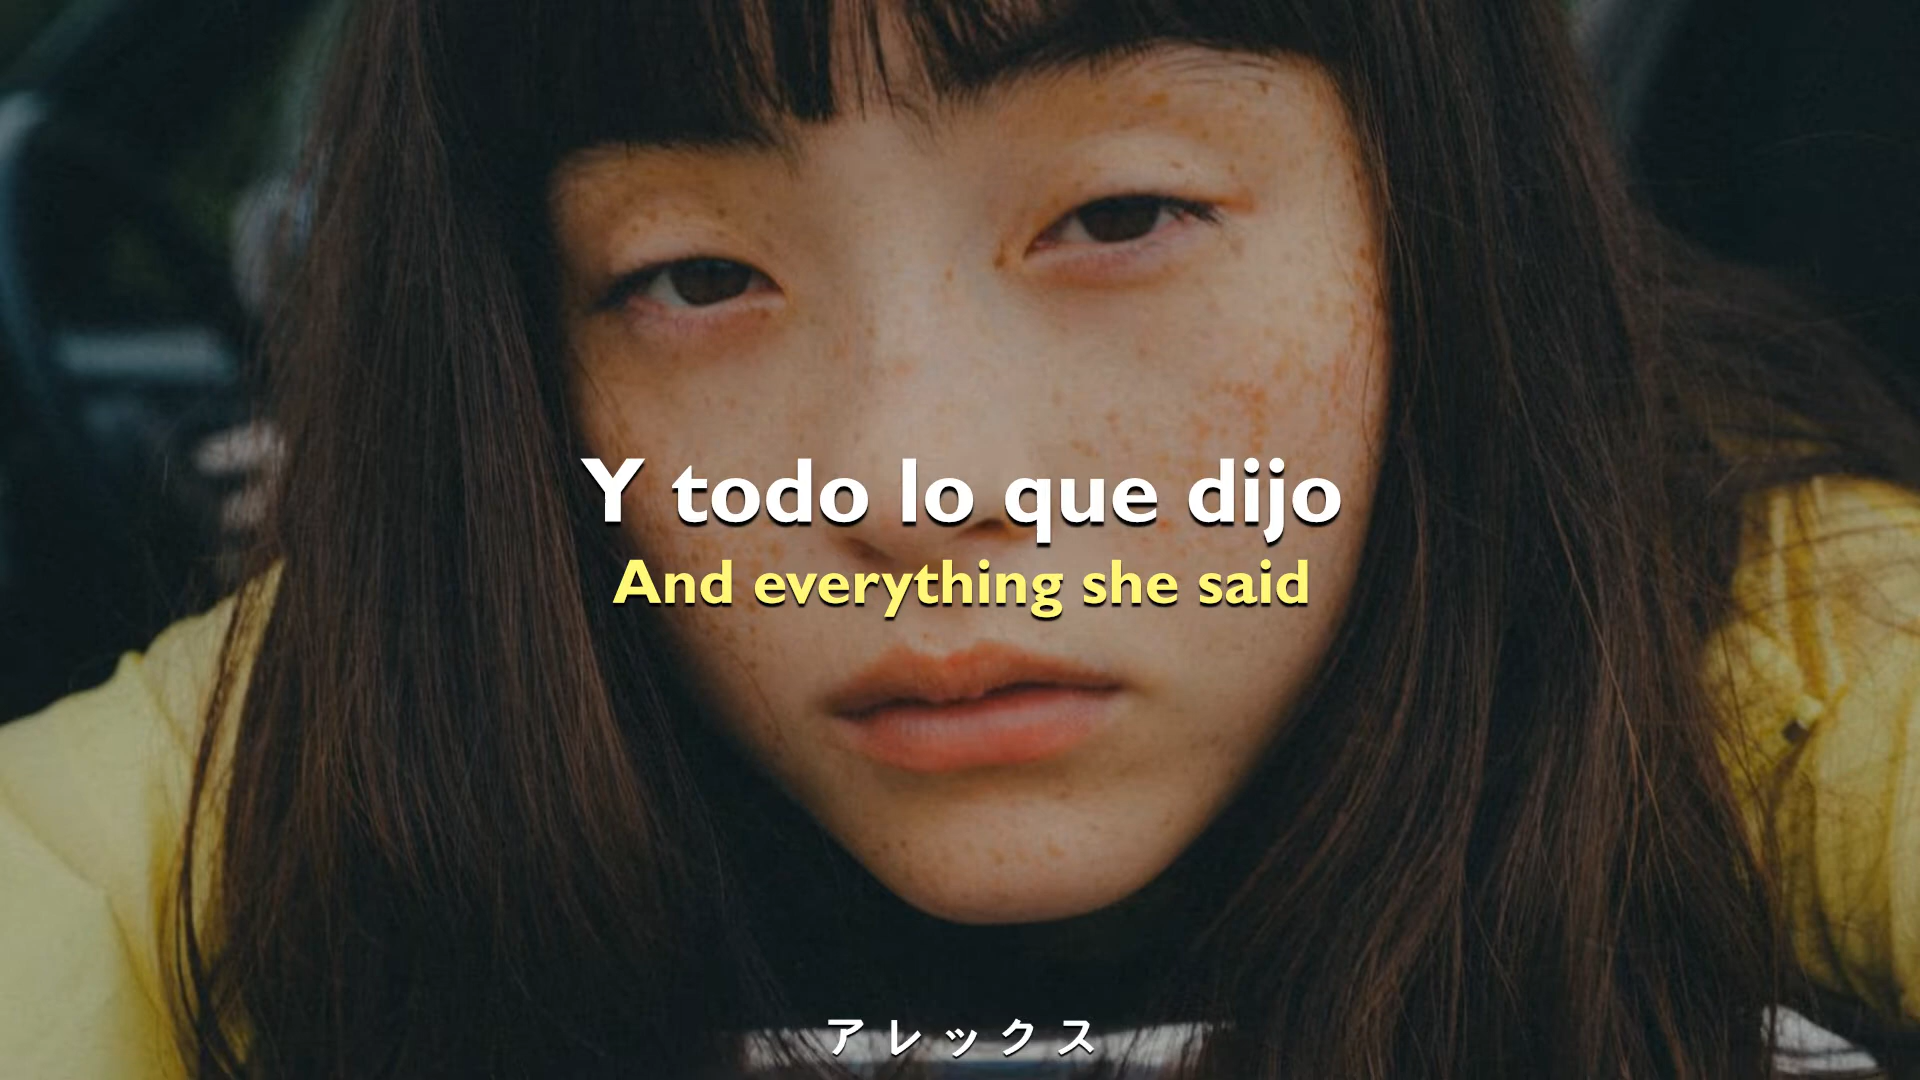 Y todo lo que dijo
And everything she said
アレックス